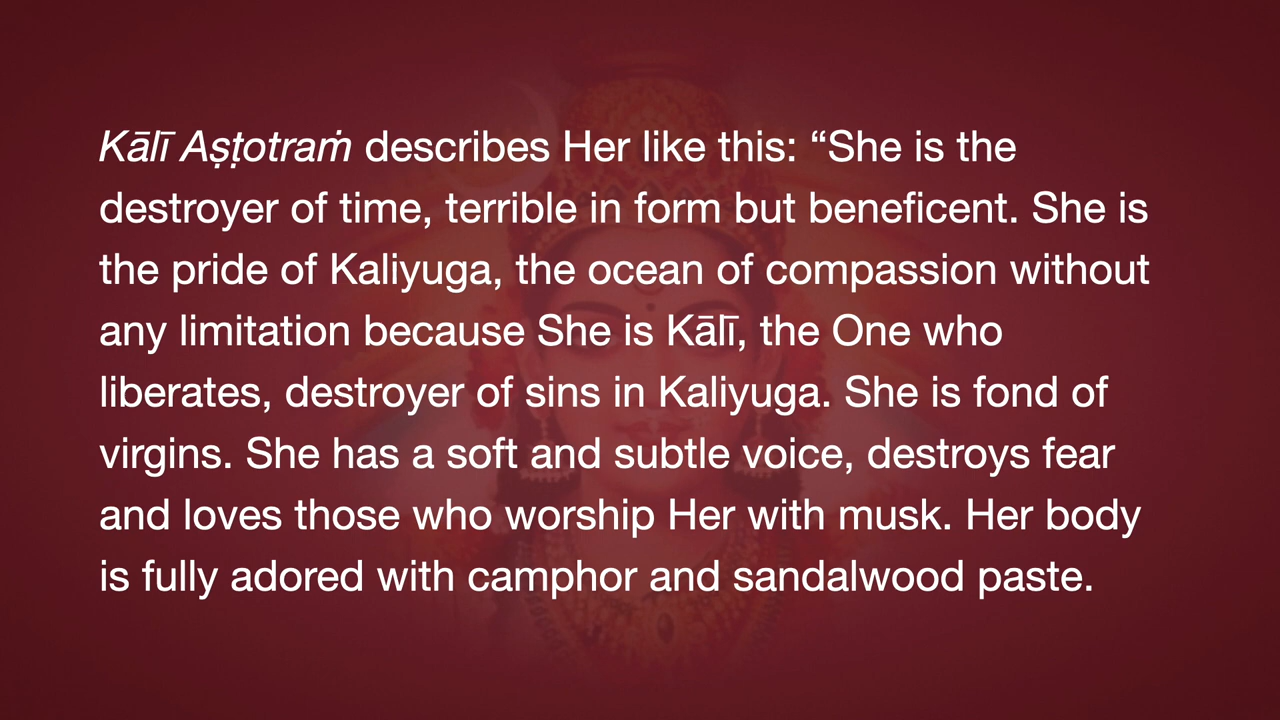 Kālī Aṣṭotraṁ describes Her like this: “She is the
destroyer of time, terrible in form but beneficent. She is
the pride of Kaliyuga, the ocean of compassion without
any limitation because She is Kālī, the One who
liberates, destroyer of sins in Kaliyuga. She is fond of
virgins. She has a soft and subtle voice, destroys fear
and loves those who worship Her with musk. Her body
is fully adored with camphor and sandalwood paste.